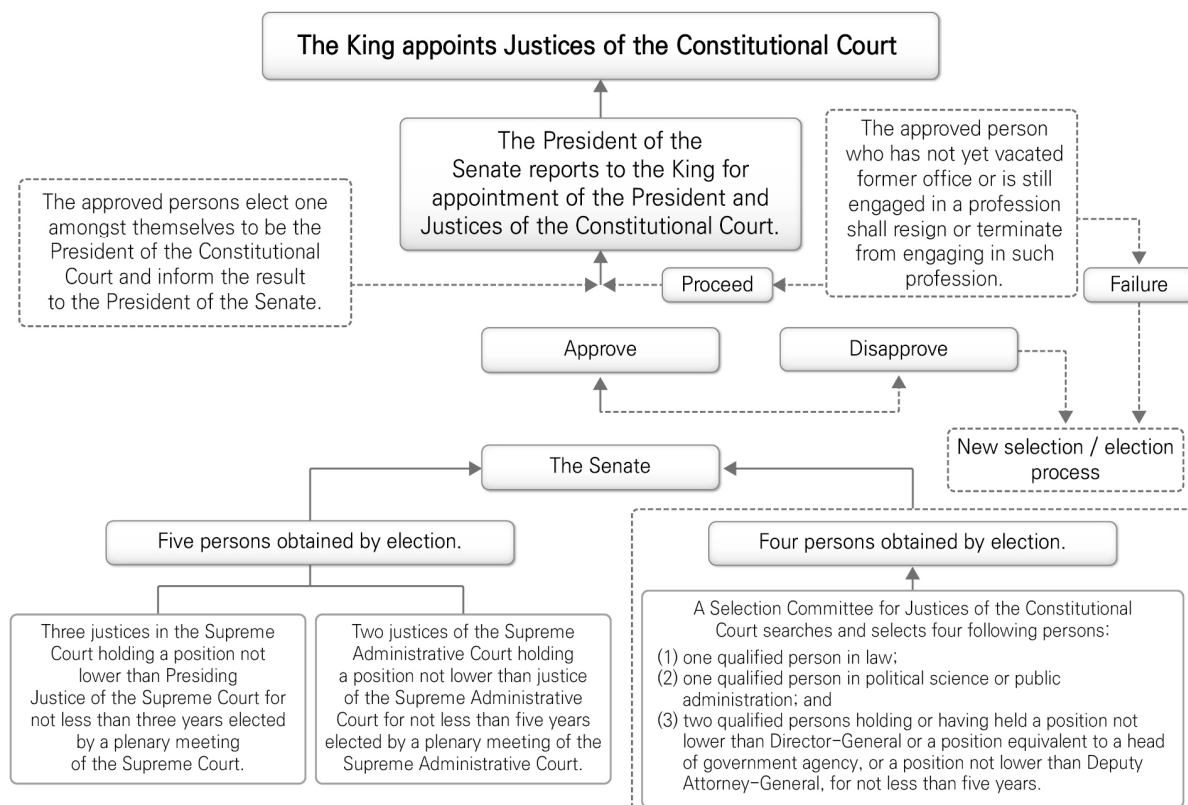 The King appoints Justices of the Constitutional Court
The President of the
Senate reports to the King for
appointment of the President and
Justices of the Constitutional Court.
The approved person
who has not yet vacated
former office or is still
engaged in a profession
shall resign or terminate
from engaging in such
profession.
The approved persons elect one
amongst themselves to be the
President of the Constitutional
Court and inform the result
to the President of the Senate.
Proceed
Failure
Approve
Disapprove
New selection / election
process
The Senate
Five persons obtained by election.
Four persons obtained by election.
Three justices in the Supreme
Court holding a position not
lower than Presiding
Justice of the Supreme Court for
not less than three years elected
by a plenary meeting
of the Supreme Court.
Two justices of the Supreme
Administrative Court holding
a position not lower than justice
of the Supreme Administrative
Court for not less than five years
elected by a plenary meeting of the
Supreme Administrative Court.
A Selection Committee for Justices of the Constitutional
Court searches and selects four following persons:
(1) one qualified person in law;
(2) one qualified person in political science or public
administration; and
(3) two qualified persons holding or having held a position not
lower than Director-General or a position equivalent to a head
of government agency, or a position not lower than Deputy
Attorney-General, for not less than five years.